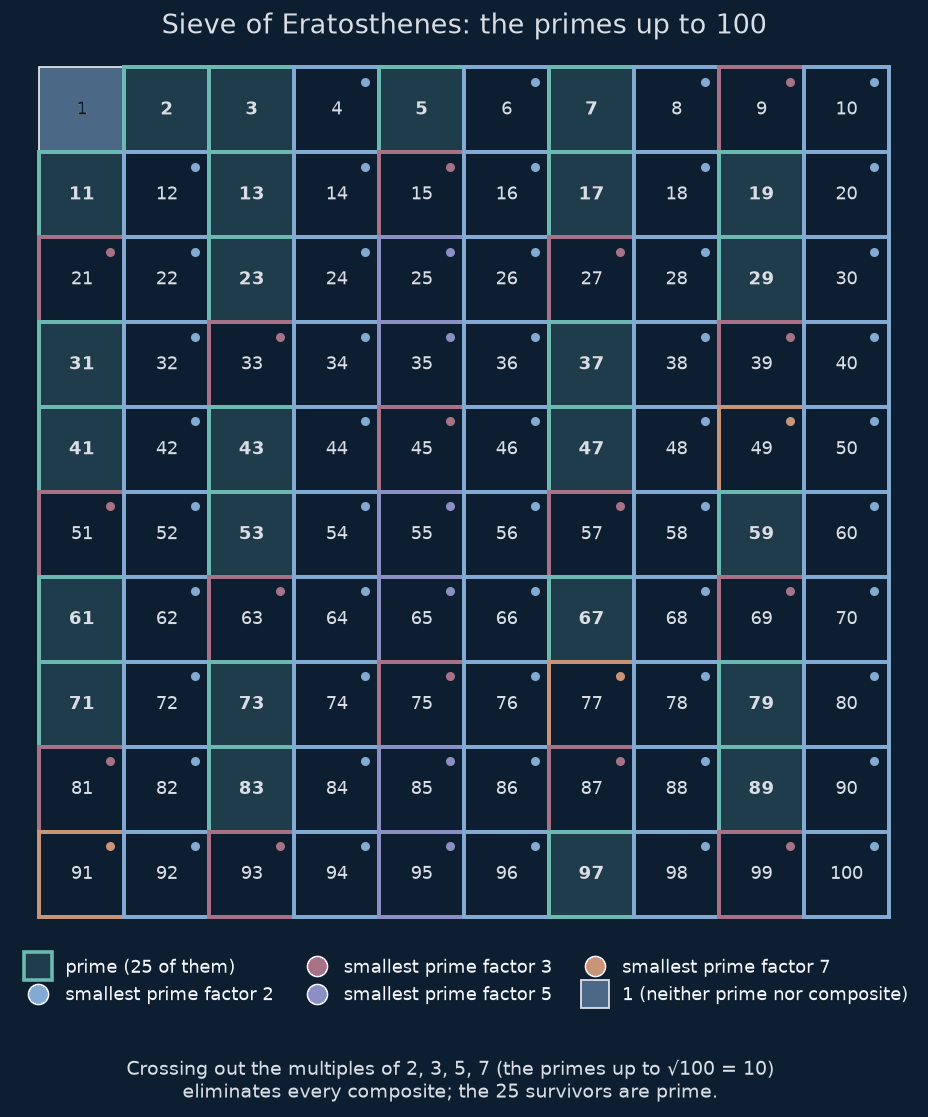 Sieve of Eratosthenes: the primes up to 100
1 2 3 4 5 6 7 8 9 10
11 12 13 14 15 16 17 18 19 20
21 22 23 24 25 26 27 28 29 30
31 32 33 34 35 36 37 38 39 40
41 42 43 44 45 46 47 48 49 50
51 52 53 54 55 56 57 58 59 60
61 62 63 64 65 66 67 68 69 70
71 72 73 74 75 76 77 78 79 80
81 82 83 84 85 86 87 88 89 90
91 92 93 94 95 96 97 98 99 100
prime (25 of them)
smallest prime factor 2
smallest prime factor 3
smallest prime factor 5
smallest prime factor 7
1 (neither prime nor composite)
Crossing out the multiples of 2, 3, 5, 7 (the primes up to √100 = 10)
eliminates every composite; the 25 survivors are prime.